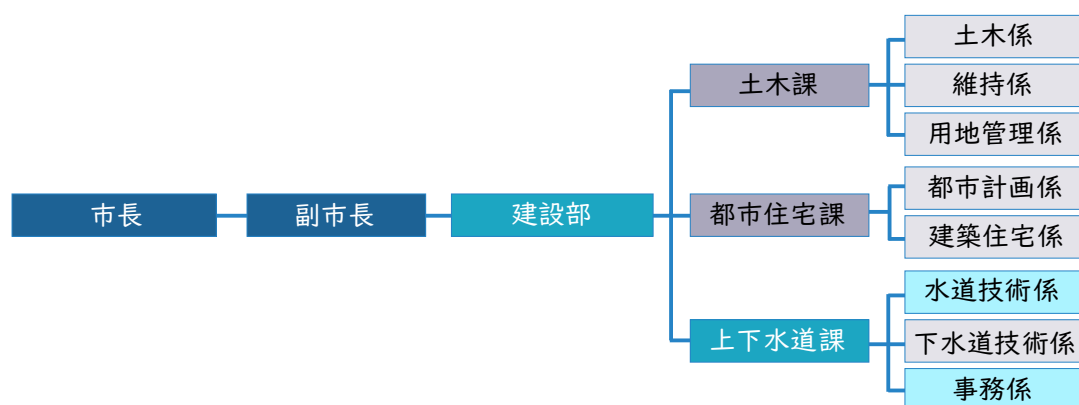 市長
副市長
建設部
土木課
土木係
維持係
用地管理係
都市住宅課
都市計画係
建築住宅係
上下水道課
水道技術係
下水道技術係
事務係